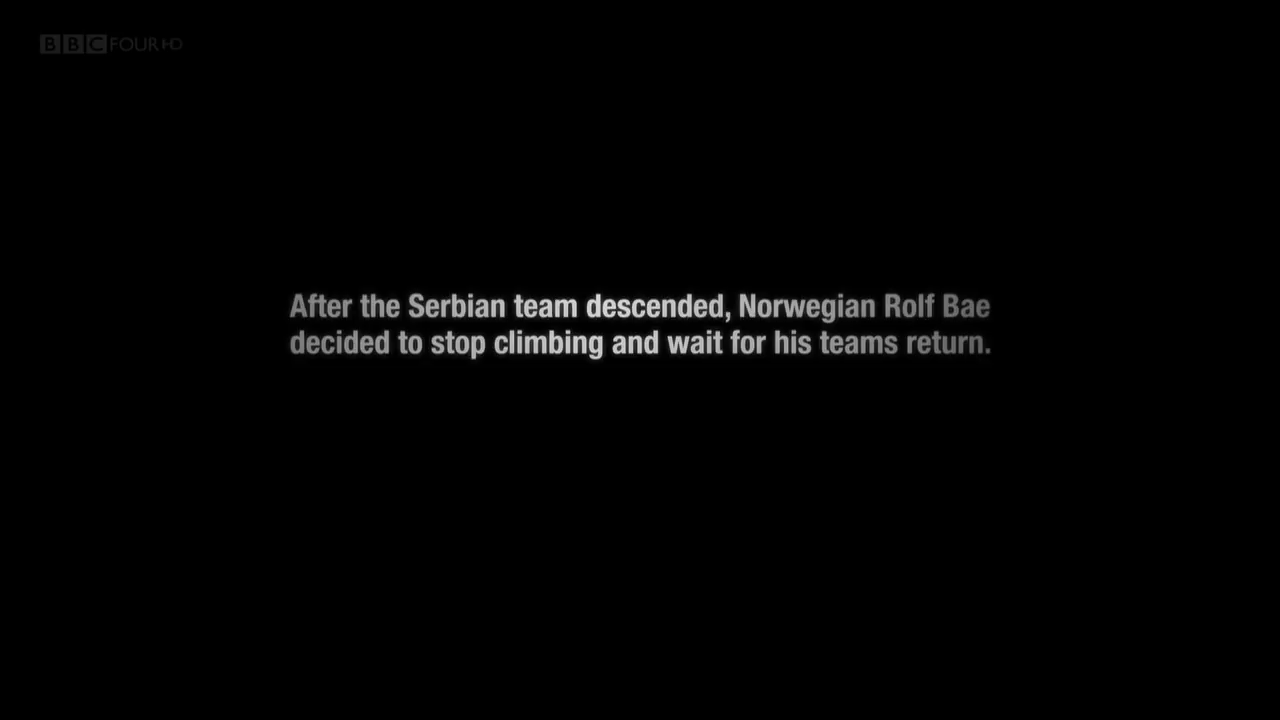 BBC FOUR HD
After the Serbian team descended, Norwegian Rolf Bae
decided to stop climbing and wait for his teams return.